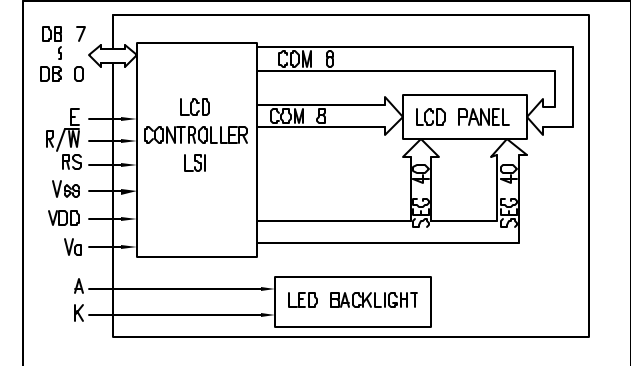 DB 7
DB 0
E
R/W
RS
Vss
VDD
Va
A
K
LCD
CONTROLLER
LSI
COM 8
COM 8
LCD PANEL
SEG 40
SEG 40
LED BACKLIGHT